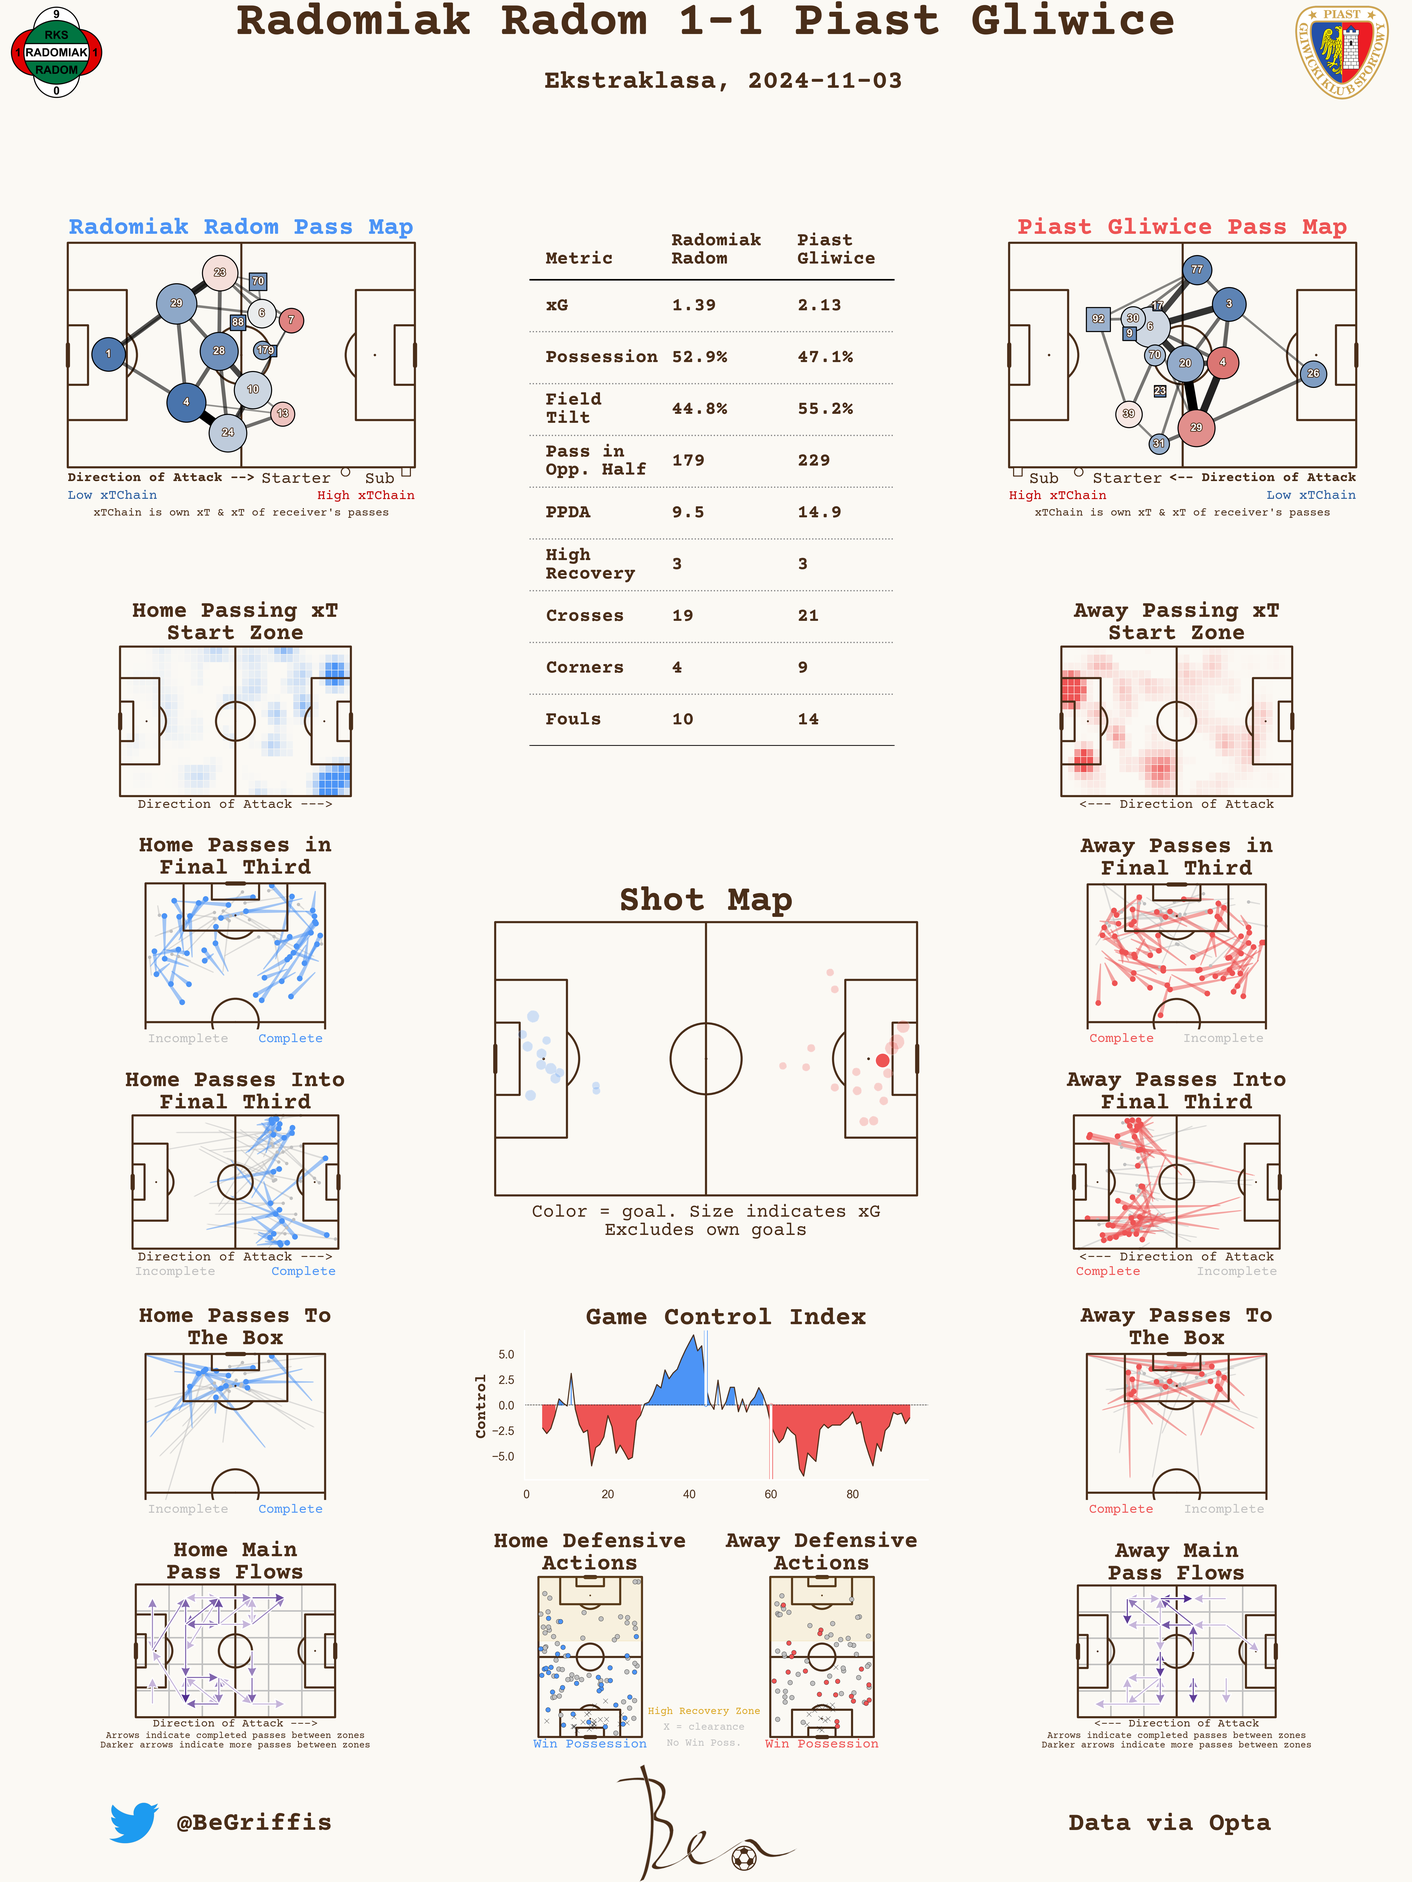 Radomiak Radom 1-1 Piast Gliwice
Ekstraklasa, 2024-11-03
9
RKS
1 RADOMIAK 1
RADOM
0
PIAST
GLIWICKI KLUB SPORTOWY
Radomiak Radom Pass Map
23
70
29
6
7
88
1
28
179
10
4
13
24
Direction of Attack --> Starter Sub
Low xTChain High xTChain
xTChain is own xT & xT of receiver's passes
Metric Radomiak Radom Piast Gliwice
xG 1.39 2.13
Possession 52.9% 47.1%
Field Tilt 44.8% 55.2%
Pass in Opp. Half 179 229
PPDA 9.5 14.9
High Recovery 3 3
Crosses 19 21
Corners 4 9
Fouls 10 14
Piast Gliwice Pass Map
77
17
3
92
30
6
9
70
20
4
26
23
39
29
31
Sub Starter <-- Direction of Attack
High xTChain Low xTChain
xTChain is own xT & xT of receiver's passes
Home Passing xT
Start Zone
Direction of Attack --->
Away Passing xT
Start Zone
<--- Direction of Attack
Home Passes in
Final Third
Incomplete Complete
Away Passes in
Final Third
Complete Incomplete
Shot Map
Color = goal. Size indicates xG
Excludes own goals
Home Passes Into
Final Third
Direction of Attack --->
Incomplete Complete
Away Passes Into
Final Third
<--- Direction of Attack
Complete Incomplete
Home Passes To
The Box
Incomplete Complete
Game Control Index
Control
5.0
2.5
0.0
−2.5
−5.0
0 20 40 60 80
Away Passes To
The Box
Complete Incomplete
Home Main
Pass Flows
Direction of Attack --->
Arrows indicate completed passes between zones
Darker arrows indicate more passes between zones
Home Defensive
Actions
Win Possession
High Recovery Zone
X = clearance
No Win Poss.
Away Defensive
Actions
Win Possession
Away Main
Pass Flows
<--- Direction of Attack
Arrows indicate completed passes between zones
Darker arrows indicate more passes between zones
@BeGriffis
Ben
Data via Opta